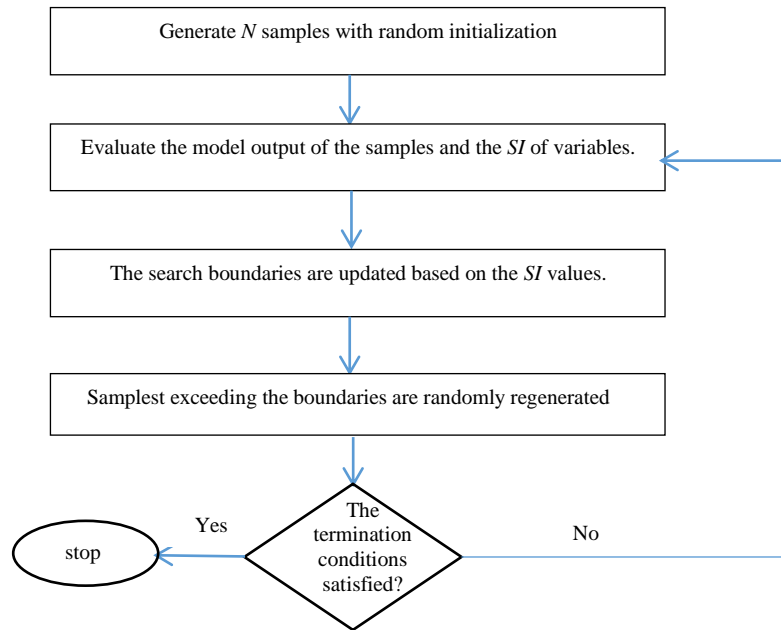 Generate N samples with random initialization
Evaluate the model output of the samples and the SI of variables.
The search boundaries are updated based on the SI values.
Samplest exceeding the boundaries are randomly regenerated
The
termination
conditions
satisfied?
Yes
No
stop